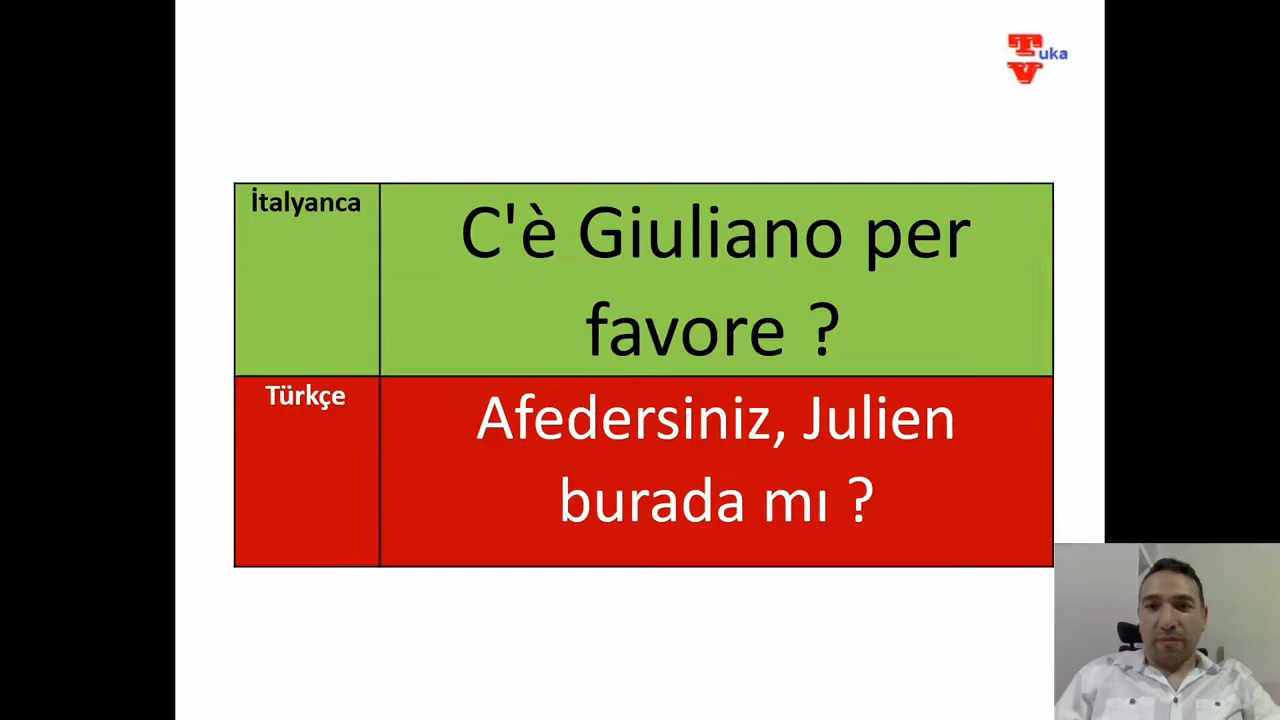 T uka
V
İtalyanca
C'è Giuliano per
favore ?
Türkçe
Afedersiniz, Julien
burada mı ?